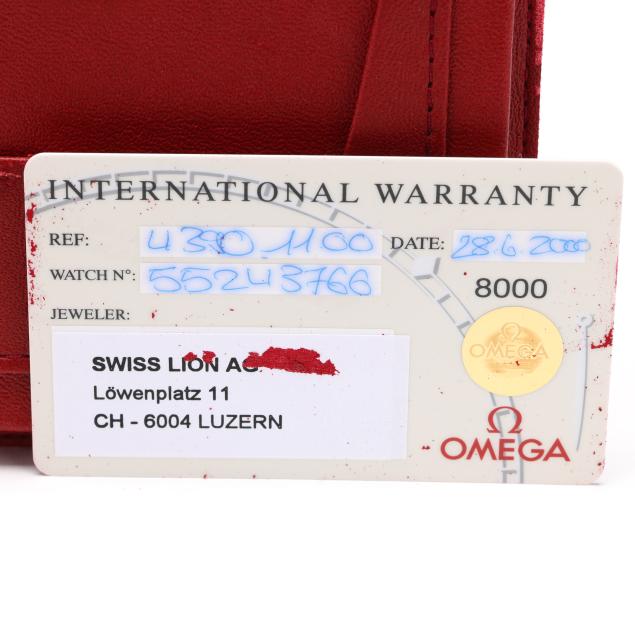 INTERNATIONAL WARRANTY
REF: 4390.1100 DATE: 28.6.2000
WATCH N°: 55243766
8000
JEWELER:
SWISS LION AG
Löwenplatz 11
CH - 6004 LUZERN
Ω
OMEGA
Ω
OMEGA